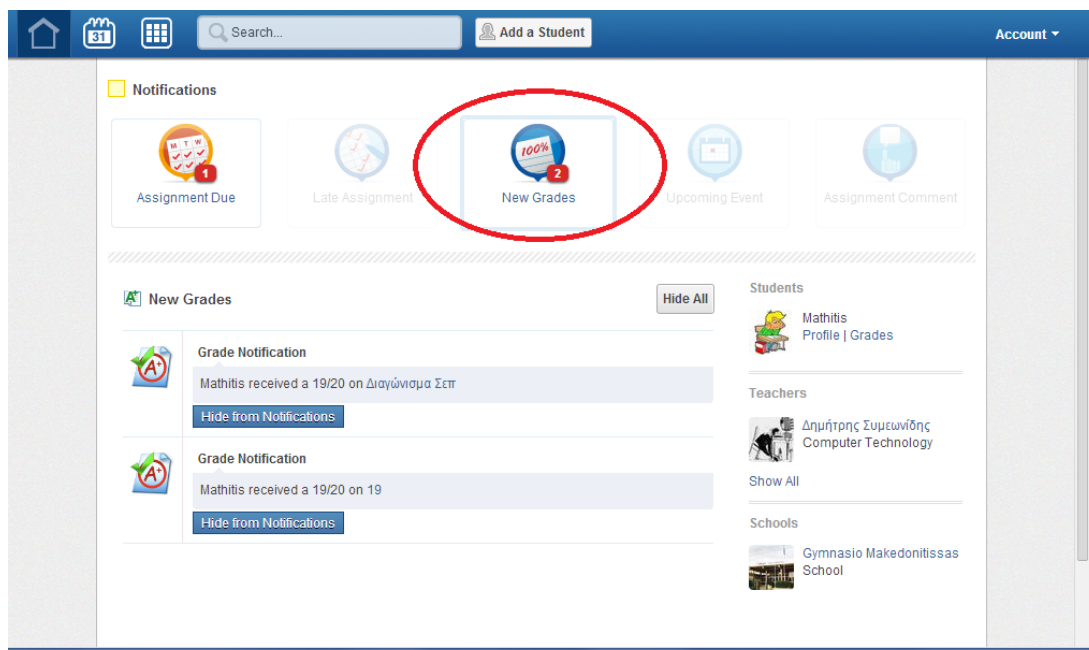 31
Search...
Add a Student
Account
Notifications
M T W
1
100%
2
Assignment Due
Late Assignment
New Grades
Upcoming Event
Assignment Comment
A+ New Grades
Hide All
A+
Grade Notification
Mathitis received a 19/20 on Διαγώνισμα Σεπ
Hide from Notifications
A+
Grade Notification
Mathitis received a 19/20 on 19
Hide from Notifications
Students
Mathitis
Profile | Grades
Teachers
Δημήτρης Συμεωνίδης
Computer Technology
Show All
Schools
Gymnasio Makedonitissas
School